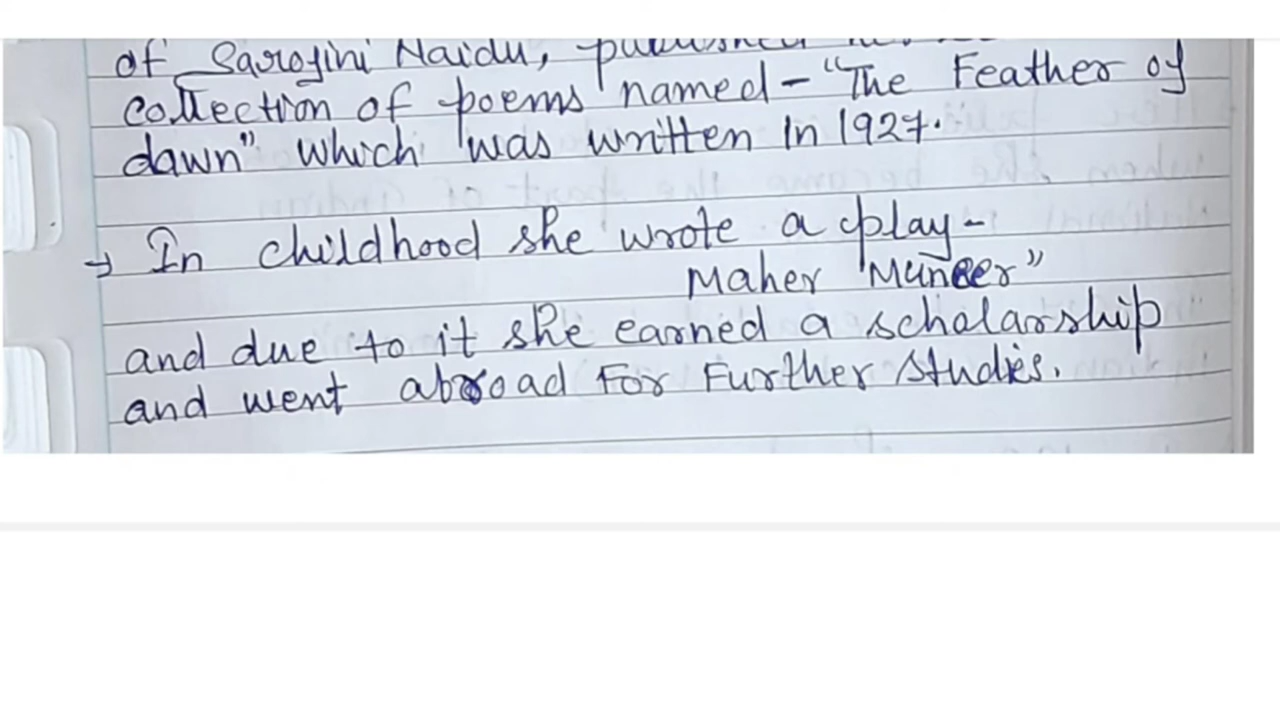 of Sarojini Naidu, published
collection of poems named - "The Feather of
dawn" which was written In 1927.
→ In childhood she wrote a play -
Maher Muneer"
and due to it she earned a scholarship
and went abroad For Further studies.